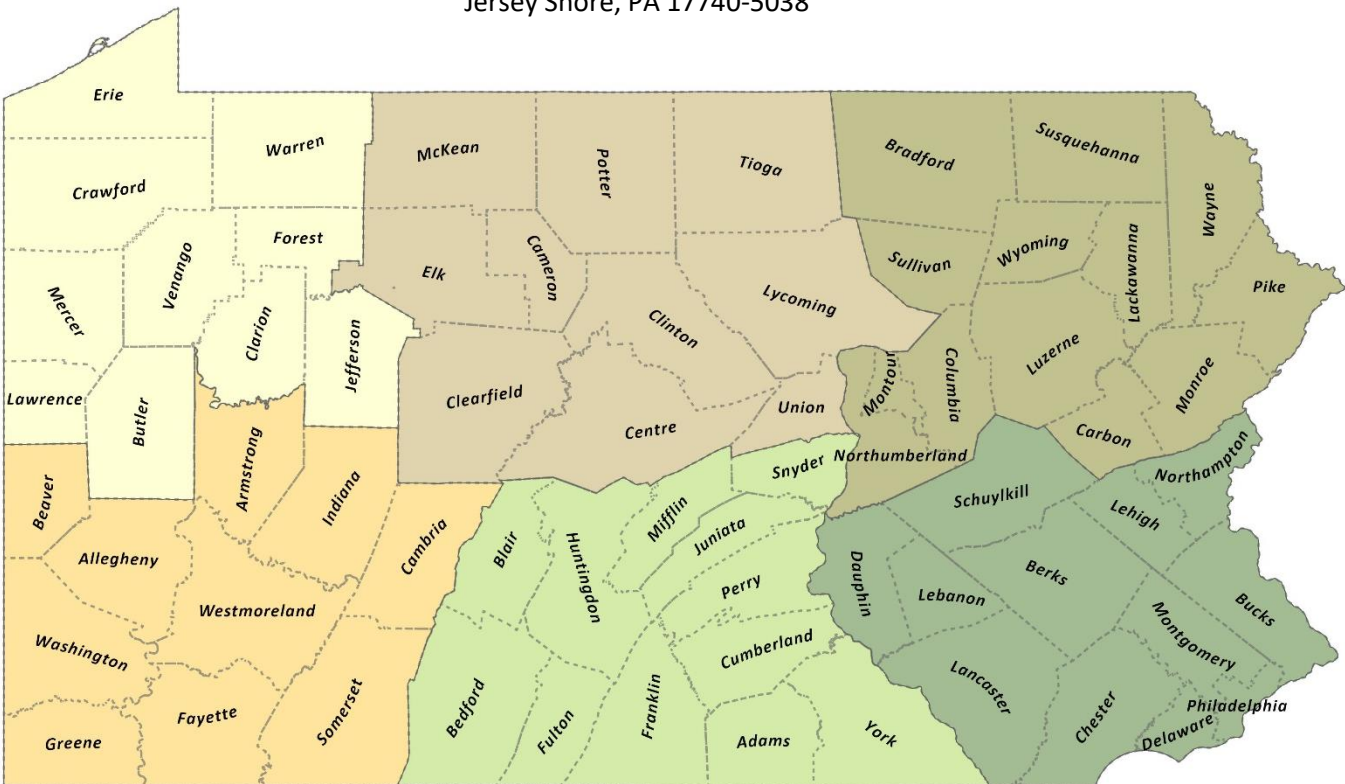 Jersey Shore, PA 17740-5038
Erie
Warren
McKean
Potter
Tioga
Bradford
Susquehanna
Wayne
Crawford
Forest
Venango
Elk
Cameron
Sullivan
Wyoming
Lackawanna
Pike
Mercer
Clarion
Jefferson
Clinton
Lycoming
Luzerne
Monroe
Lawrence
Butler
Clearfield
Centre
Union
Montour
Columbia
Carbon
Northumberland
Beaver
Armstrong
Indiana
Cambria
Snyder
Schuylkill
Northampton
Lehigh
Allegheny
Blair
Huntingdon
Mifflin
Juniata
Perry
Dauphin
Lebanon
Berks
Bucks
Westmoreland
Washington
Cumberland
Montgomery
Greene
Fayette
Somerset
Bedford
Fulton
Franklin
Adams
York
Lancaster
Chester
Delaware
Philadelphia